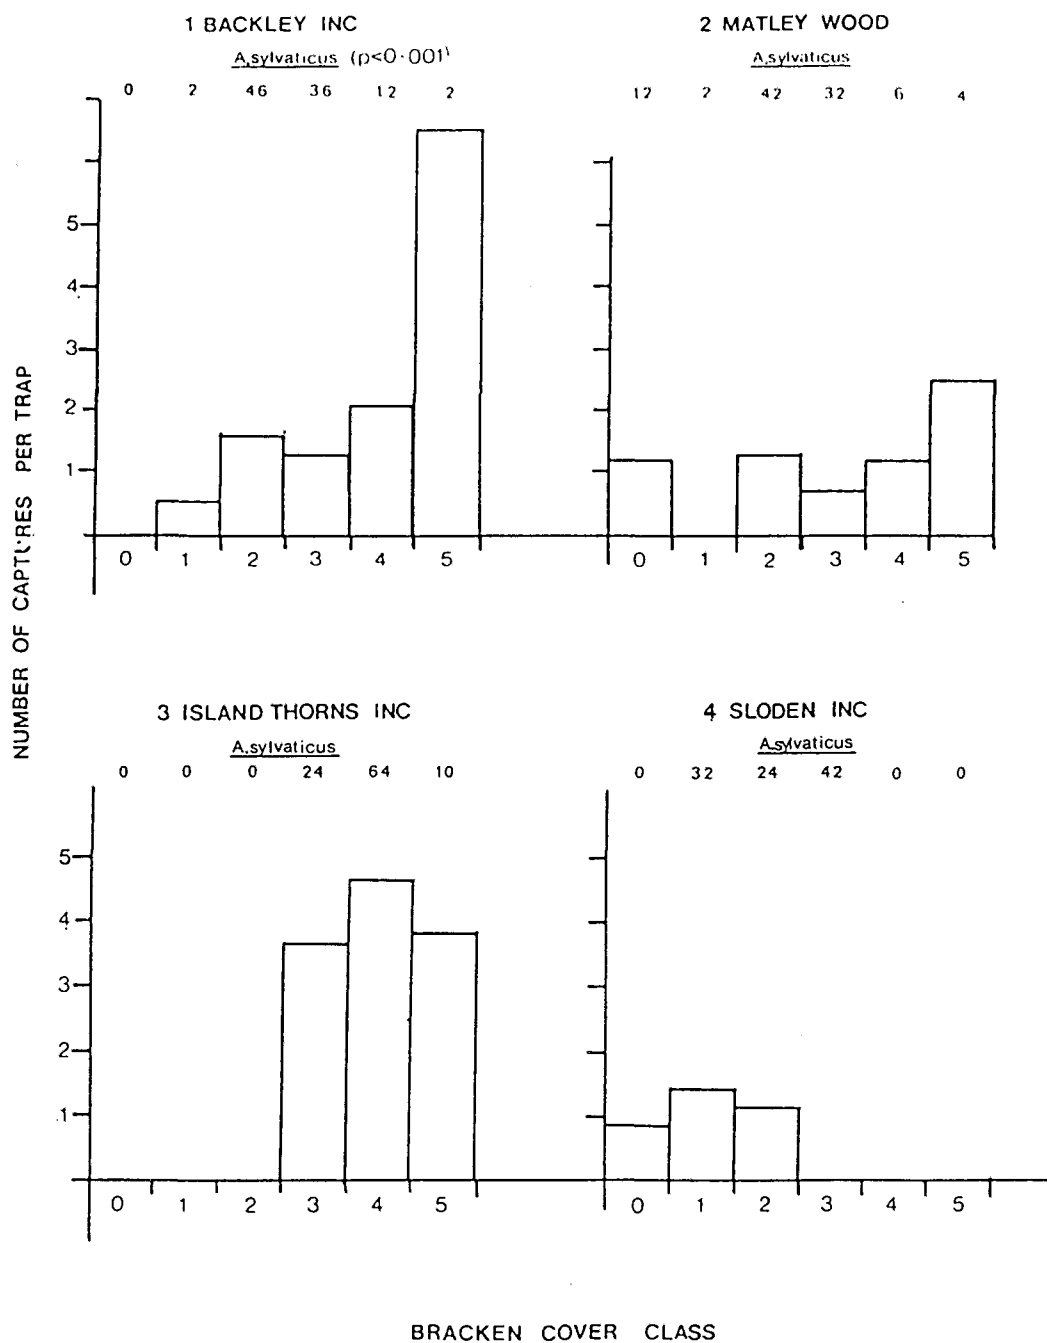 1 BACKLEY INC
A.sylvaticus (p<0·001)
0 2 46 36 12 2
5
4
3
2
1
0 1 2 3 4 5
2 MATLEY WOOD
A.sylvaticus
12 2 42 32 6 4
0 1 2 3 4 5
NUMBER OF CAPTURES PER TRAP
3 ISLAND THORNS INC
A.sylvaticus
0 0 0 24 64 10
5
4
3
2
1
0 1 2 3 4 5
4 SLODEN INC
A.sylvaticus
0 32 24 42 0 0
0 1 2 3 4 5
BRACKEN COVER CLASS